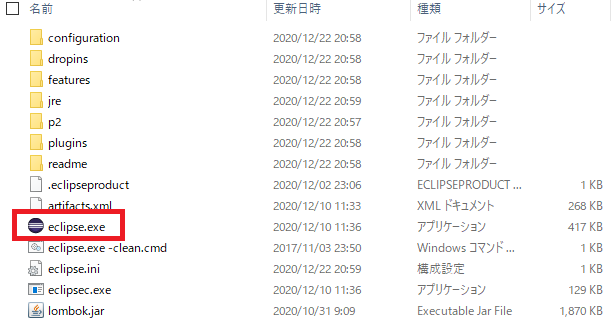 名前 更新日時 種類 サイズ
configuration 2020/12/22 20:58 ファイル フォルダー
dropins 2020/12/22 20:58 ファイル フォルダー
features 2020/12/22 20:58 ファイル フォルダー
jre 2020/12/22 20:59 ファイル フォルダー
p2 2020/12/22 20:57 ファイル フォルダー
plugins 2020/12/22 20:58 ファイル フォルダー
readme 2020/12/22 20:58 ファイル フォルダー
.eclipseproduct 2020/12/02 23:06 ECLIPSEPRODUCT ... 1 KB
artifacts.xml 2020/12/10 11:33 XML ドキュメント 268 KB
eclipse.exe 2020/12/10 11:36 アプリケーション 417 KB
eclipse.exe -clean.cmd 2017/11/03 23:50 Windows コマンド ... 1 KB
eclipse.ini 2020/12/22 20:59 構成設定 1 KB
eclipsec.exe 2020/12/10 11:36 アプリケーション 129 KB
lombok.jar 2020/10/31 9:09 Executable Jar File 1,870 KB